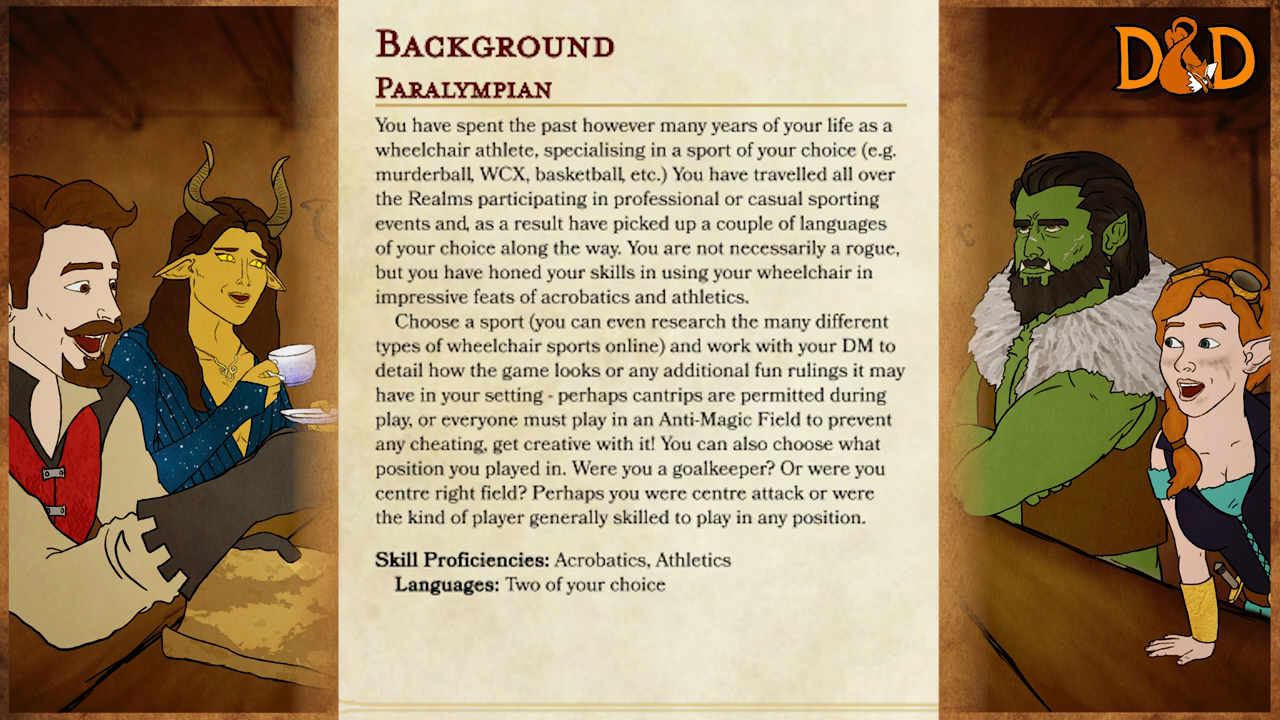 D&D
BACKGROUND
PARALYMPIAN
You have spent the past however many years of your life as a
wheelchair athlete, specialising in a sport of your choice (e.g.
murderball, WCX, basketball, etc.) You have travelled all over
the Realms participating in professional or casual sporting
events and, as a result have picked up a couple of languages
of your choice along the way. You are not necessarily a rogue,
but you have honed your skills in using your wheelchair in
impressive feats of acrobatics and athletics.
Choose a sport (you can even research the many different
types of wheelchair sports online) and work with your DM to
detail how the game looks or any additional fun rulings it may
have in your setting - perhaps cantrips are permitted during
play, or everyone must play in an Anti-Magic Field to prevent
any cheating, get creative with it! You can also choose what
position you played in. Were you a goalkeeper? Or were you
centre right field? Perhaps you were centre attack or were
the kind of player generally skilled to play in any position.
Skill Proficiencies: Acrobatics, Athletics
Languages: Two of your choice